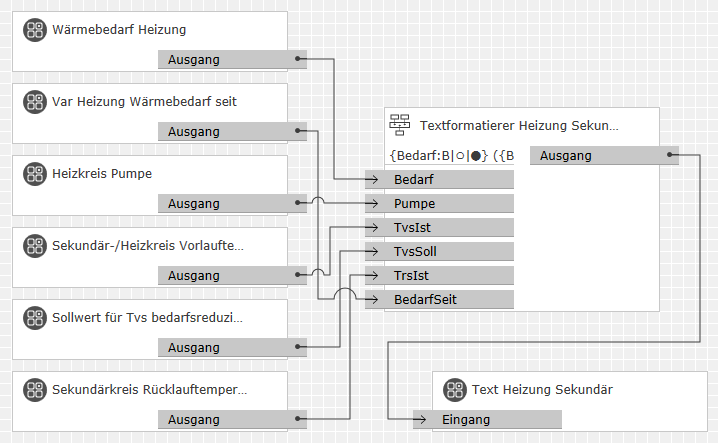 Wärmebedarf Heizung
Ausgang
Var Heizung Wärmebedarf seit
Ausgang
Heizkreis Pumpe
Ausgang
Sekundär-/Heizkreis Vorlaufte...
Ausgang
Sollwert für Tvs bedarfsreduzi...
Ausgang
Sekundärkreis Rücklauftemper...
Ausgang
Textformatierer Heizung Sekun...
{Bedarf:B|○|●} ({B
Ausgang
Bedarf
Pumpe
TvsIst
TvsSoll
TrsIst
BedarfSeit
Text Heizung Sekundär
Eingang